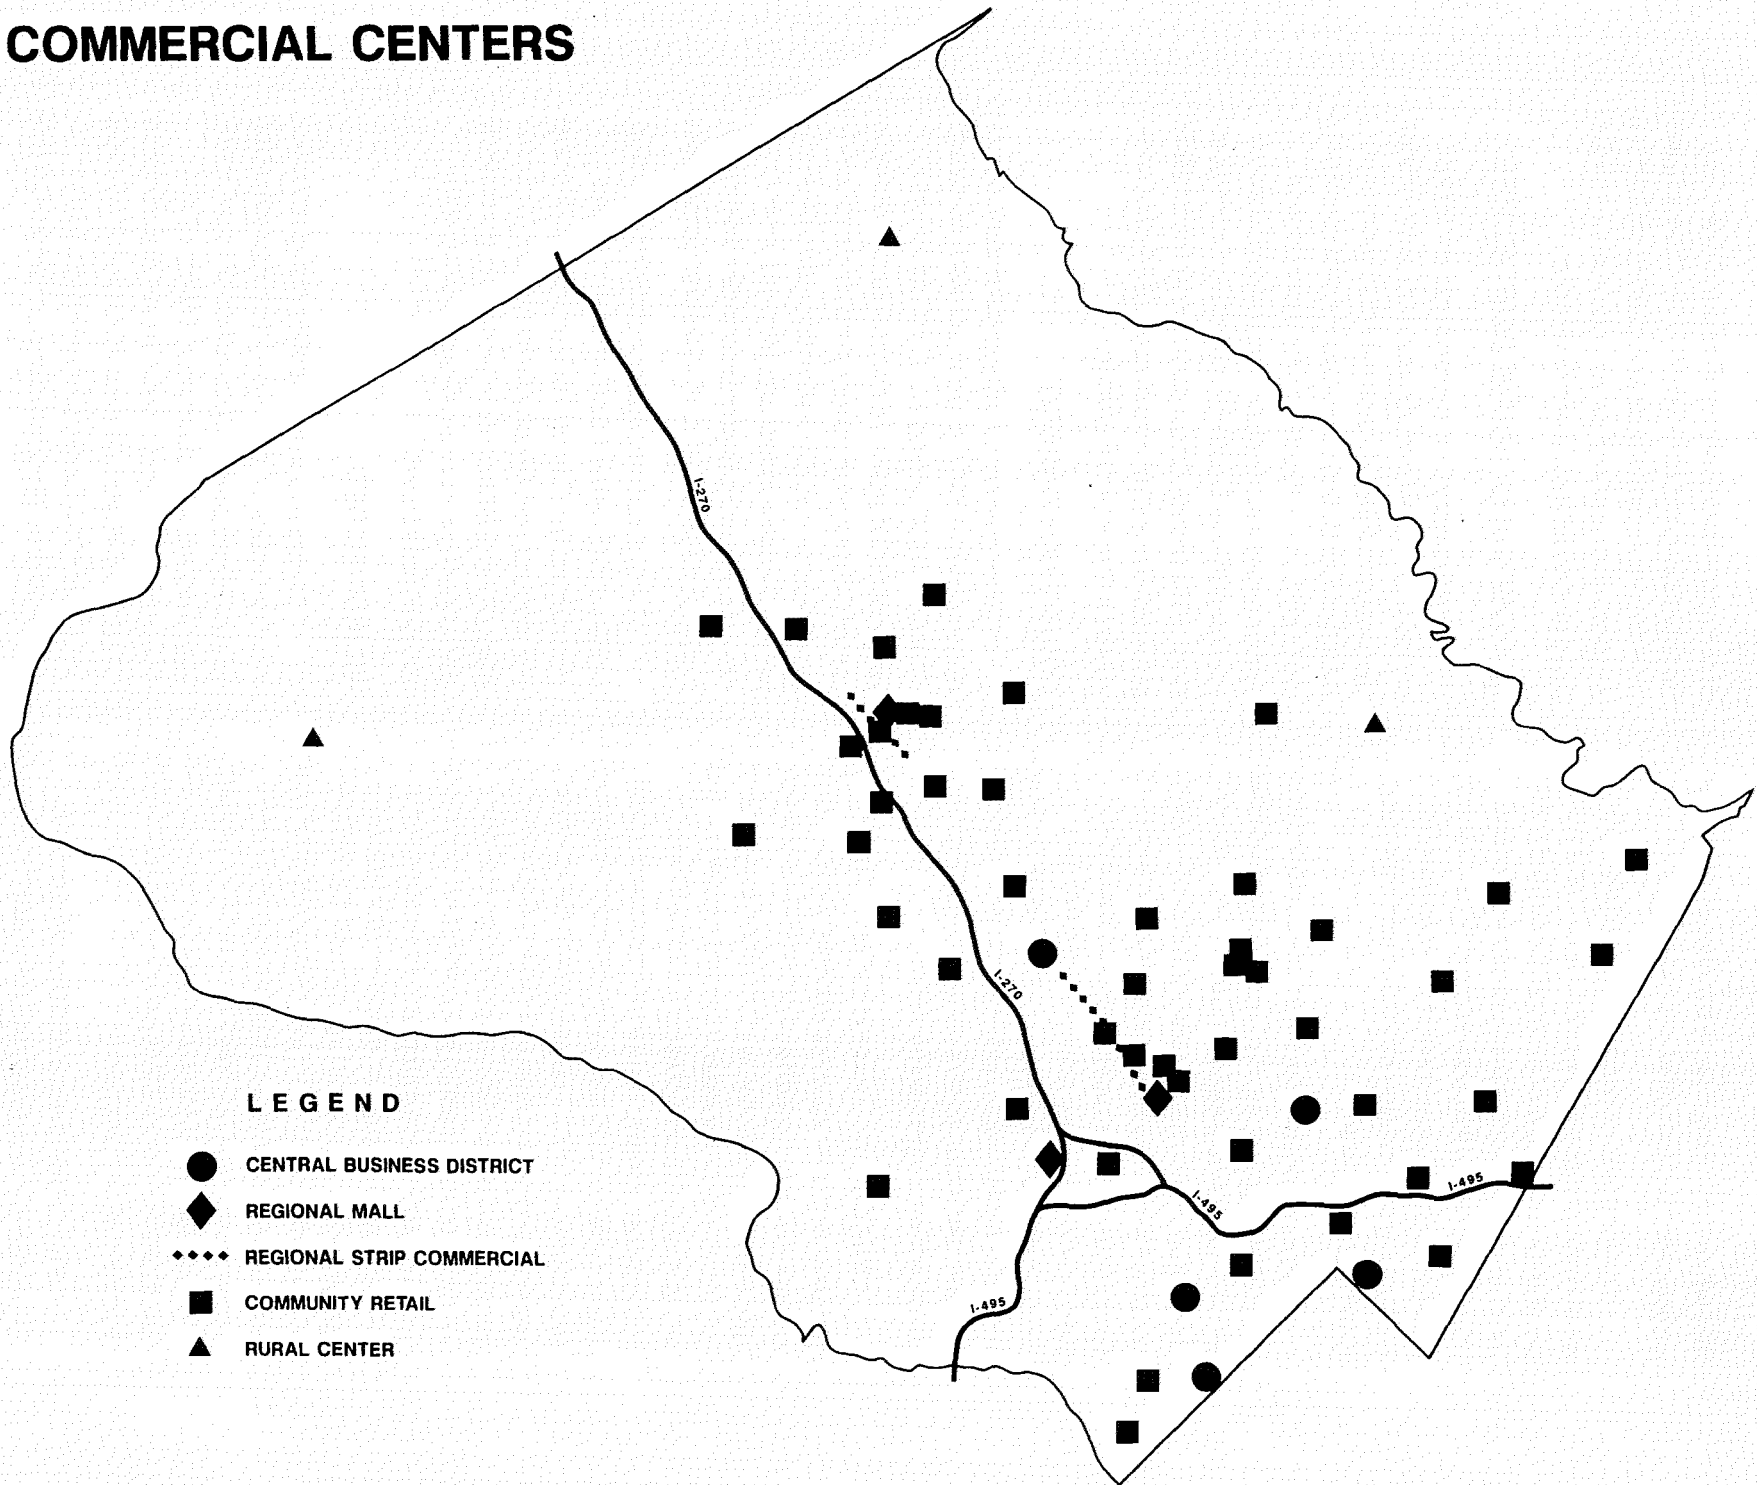 COMMERCIAL CENTERS
I-270
I-270
LEGEND
CENTRAL BUSINESS DISTRICT
REGIONAL MALL
REGIONAL STRIP COMMERCIAL
COMMUNITY RETAIL
RURAL CENTER
I-495
I-495
I-495